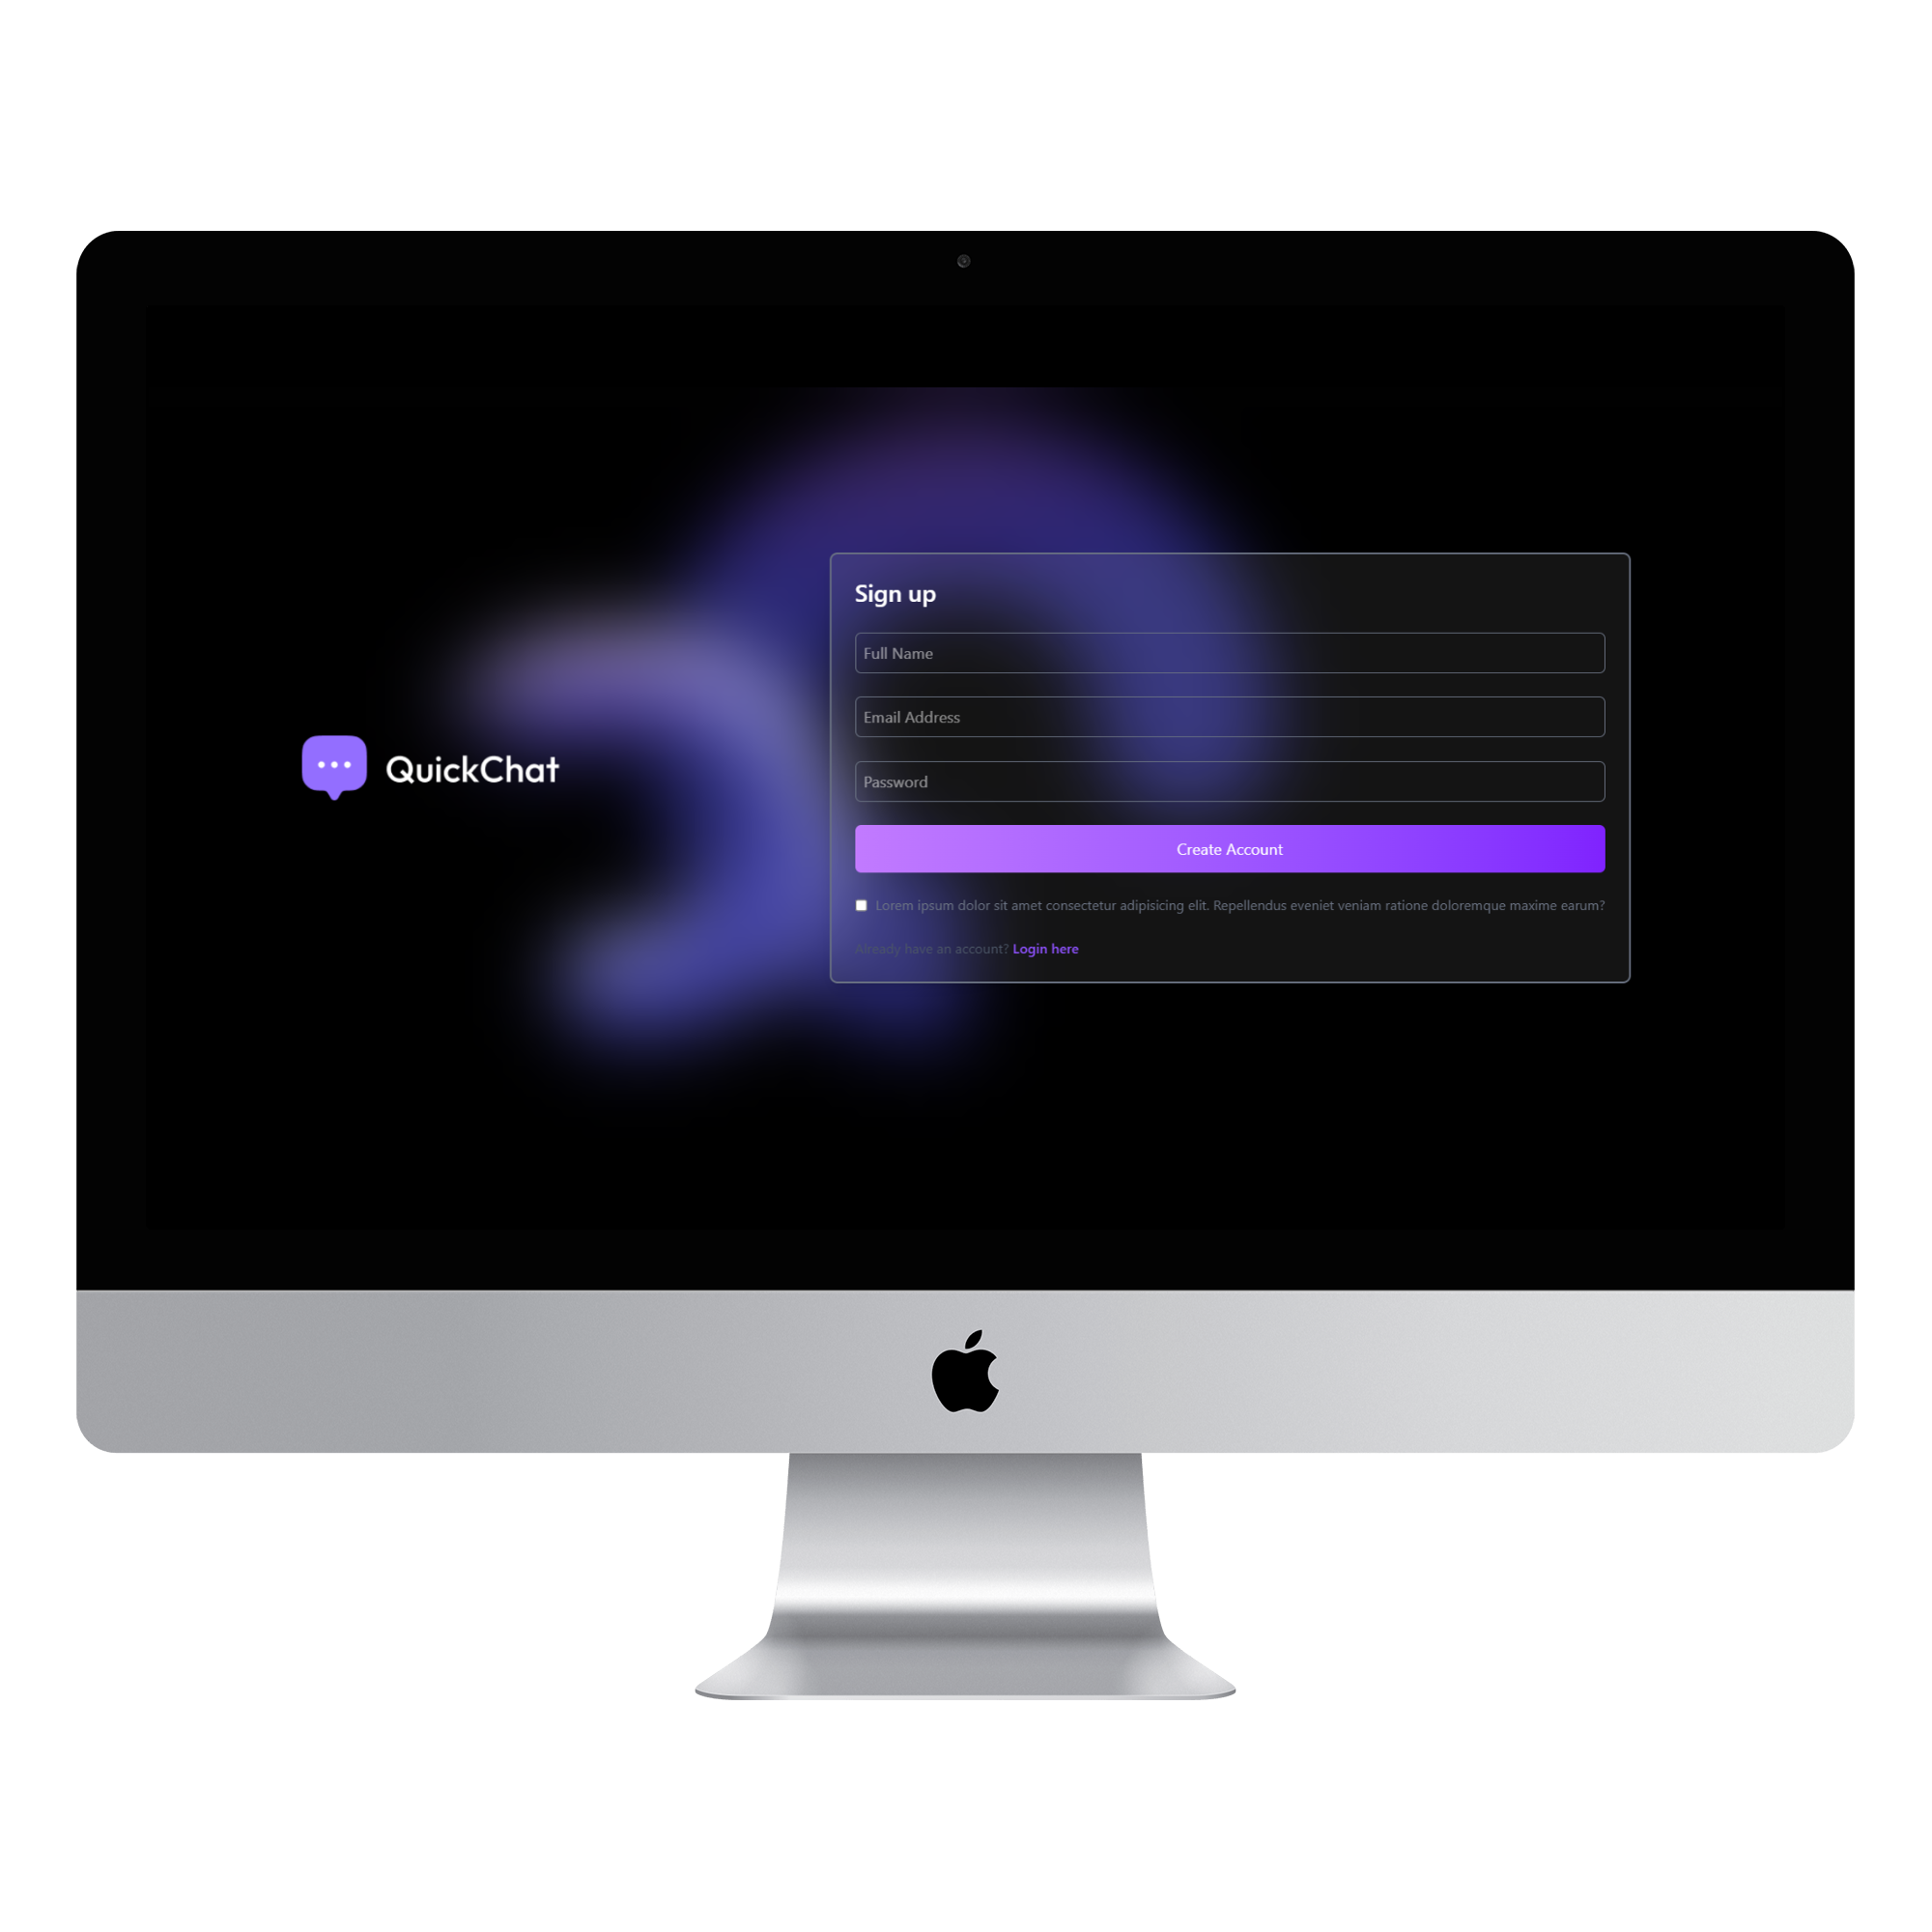 QuickChat
Sign up
Full Name
Email Address
Password
Create Account
Lorem ipsum dolor sit amet consectetur adipisicing elit. Repellendus eveniet veniam ratione doloremque maxime earum?
Already have an account? Login here